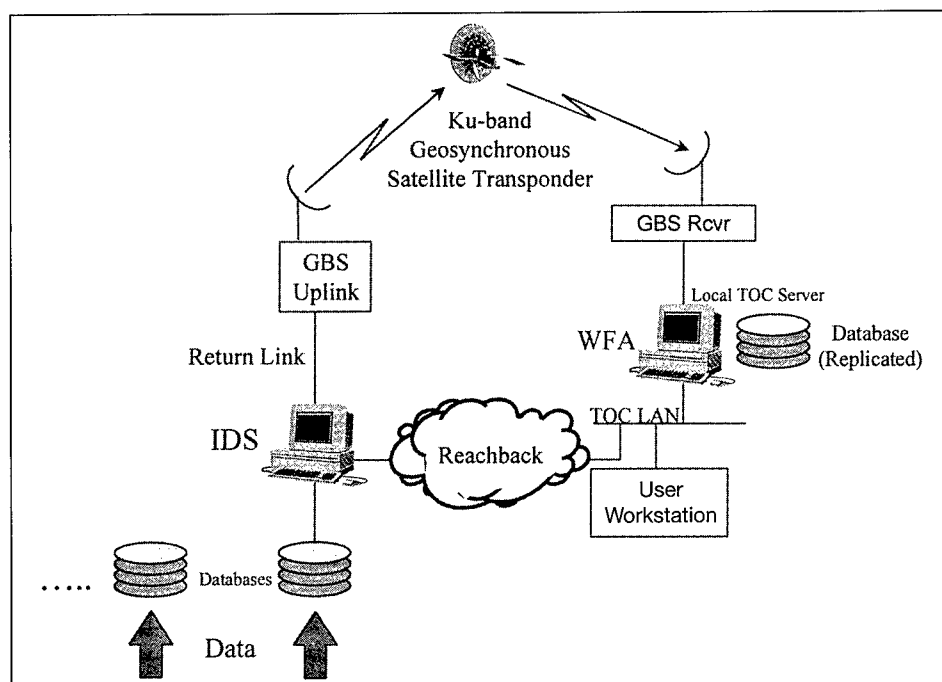 Ku-band
Geosynchronous
Satellite Transponder
GBS Rcvr
GBS
Uplink
Local TOC Server
WFA
Database
(Replicated)
Return Link
TOC LAN
IDS
Reachback
User
Workstation
.....
Databases
Data